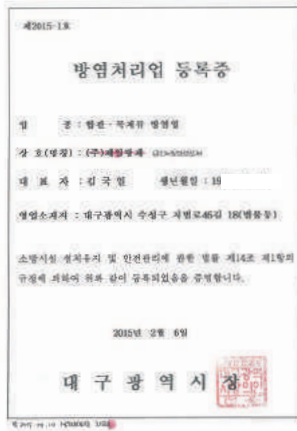 제2015-1호
방염처리업 등록증
업 종 : 합판·목재류 방염업
상 호(명칭) : (주)제일방재
대 표 자 : 김국일 생년월일 : 19
영업소재지 : 대구광역시 수성구 지범로46길 18(범물동)
소방시설 설치유지 및 안전관리에 관한 법률 제14조 제1항의
규정에 의하여 위와 같이 등록되었음을 증명합니다.
2015년 2월 6일
대구광역시장